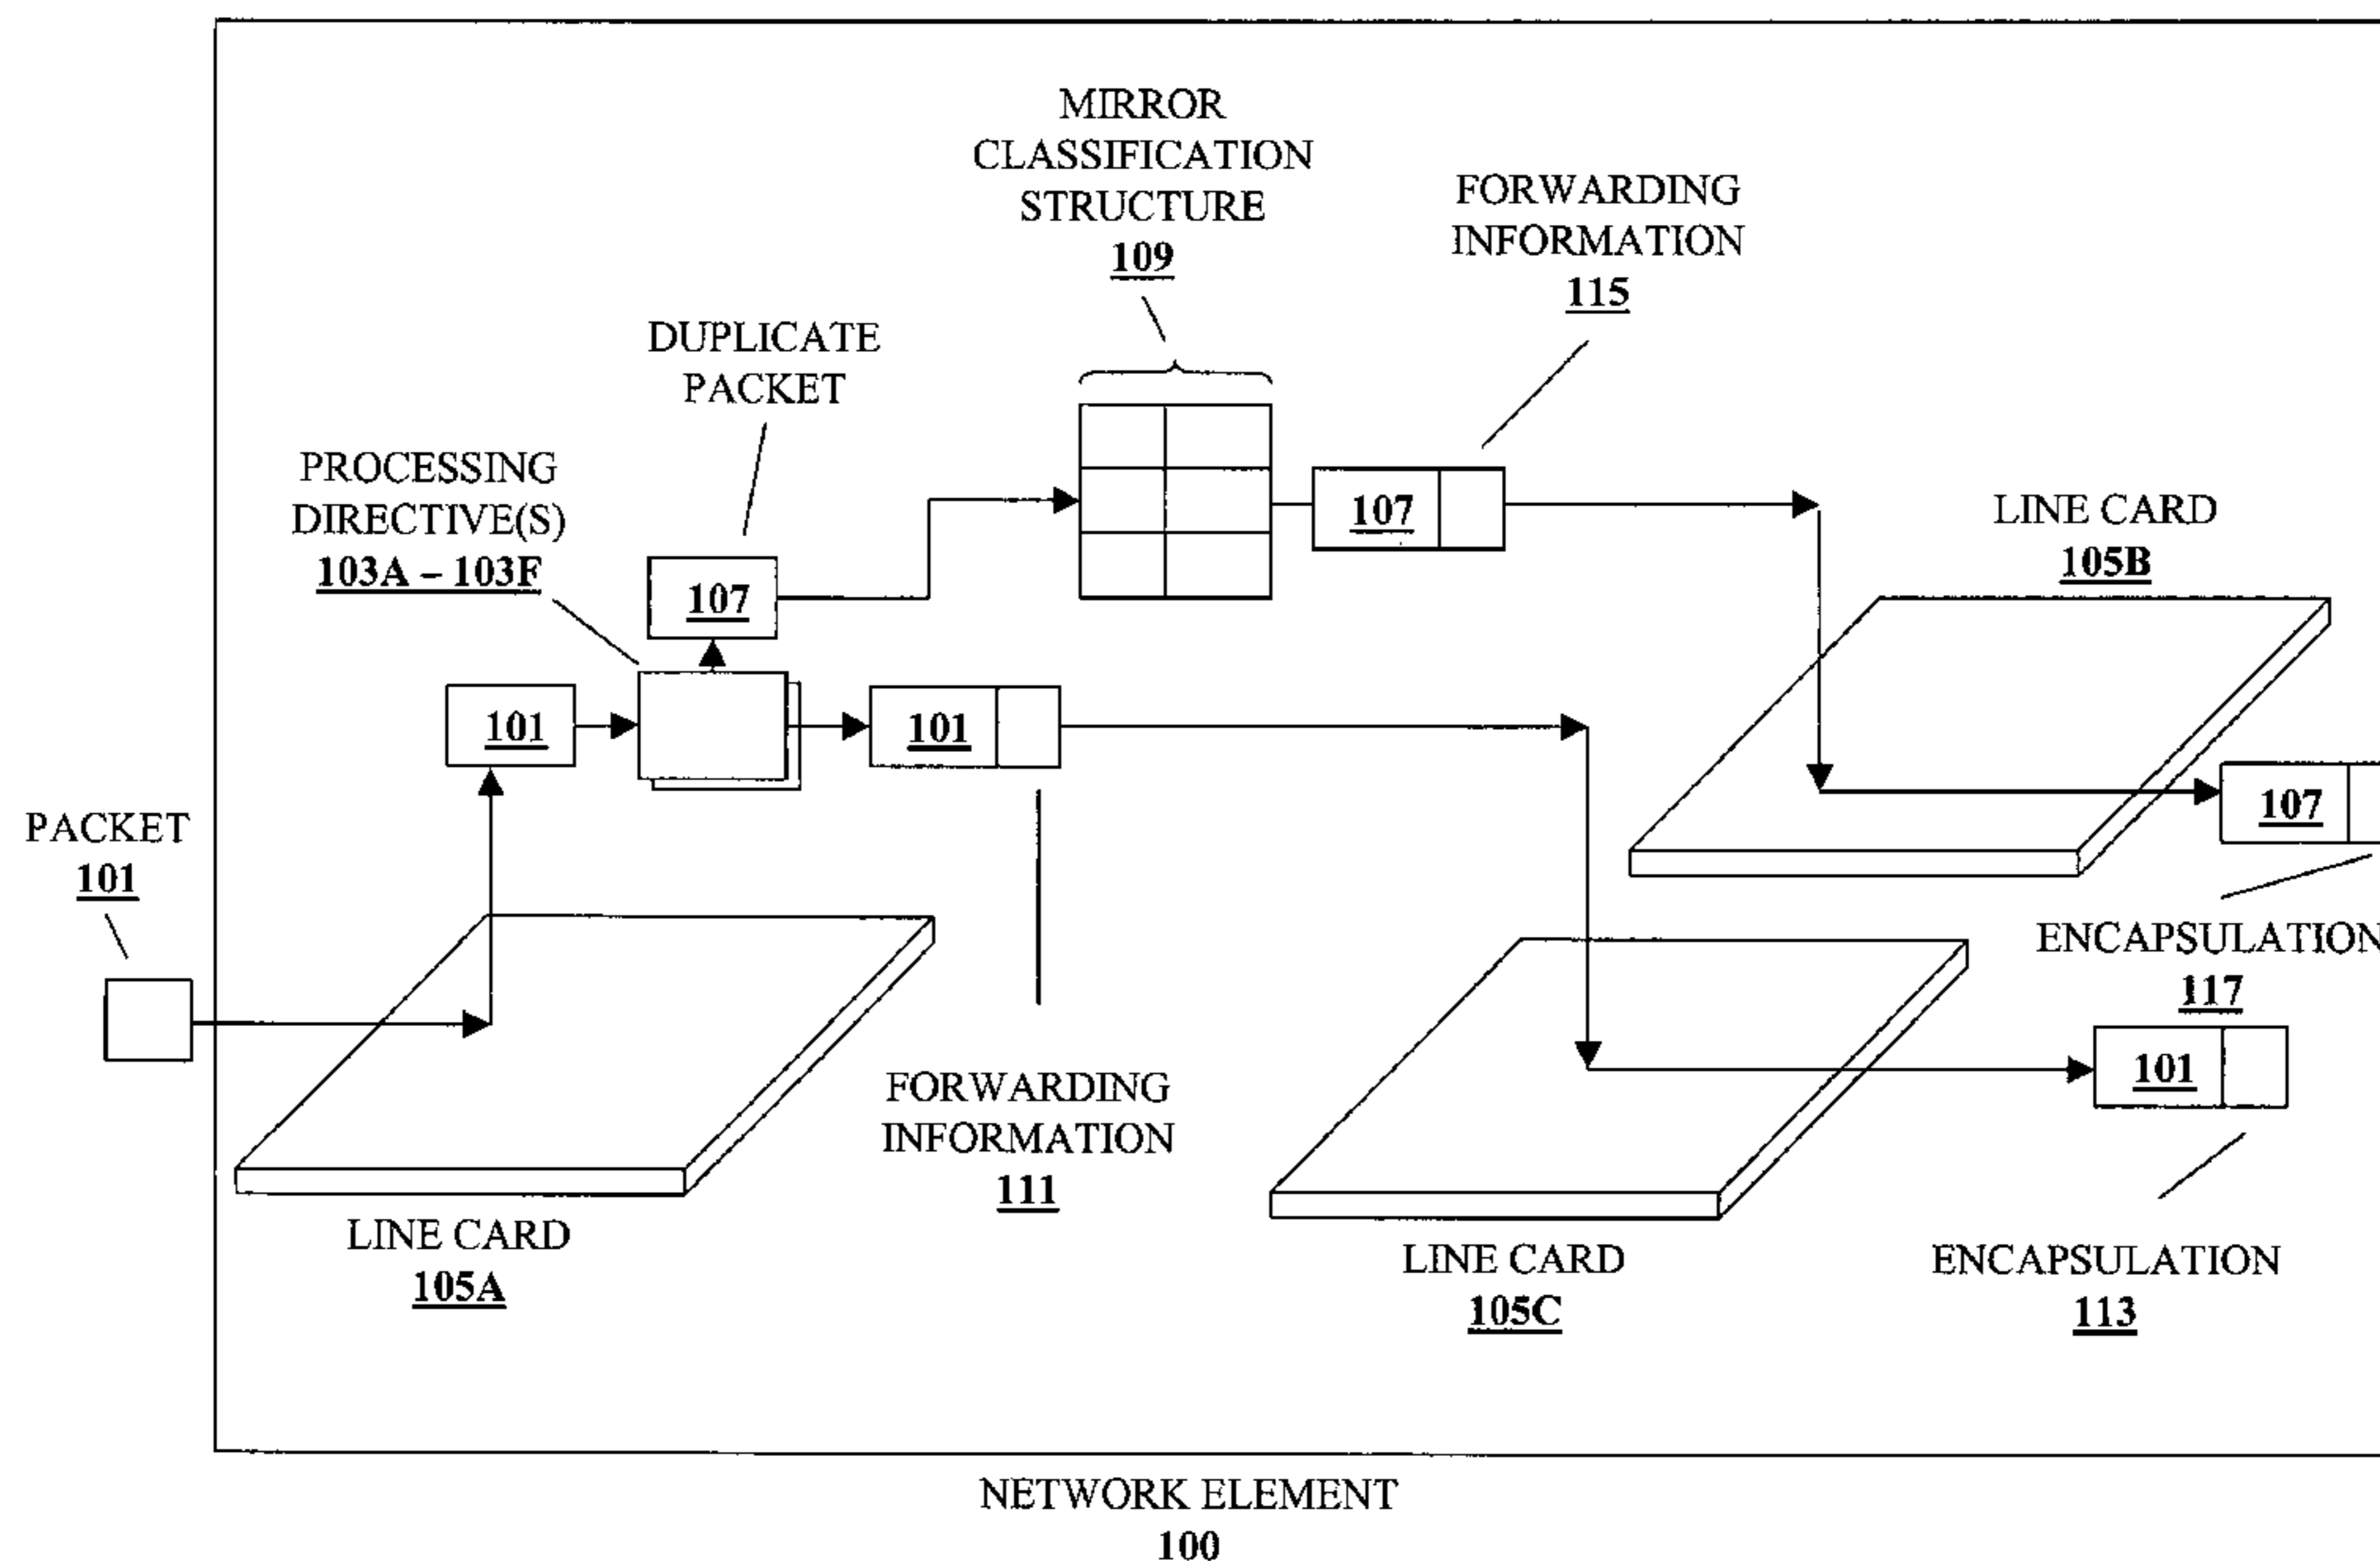 MIRROR
CLASSIFICATION
STRUCTURE
109
FORWARDING
INFORMATION
115
DUPLICATE
PACKET
PROCESSING
DIRECTIVE(S)
103A – 103F
107
107
LINE CARD
105B
101
101
PACKET
101
107
ENCAPSULATION
117
101
FORWARDING
INFORMATION
111
LINE CARD
105A
LINE CARD
105C
ENCAPSULATION
113
NETWORK ELEMENT
100